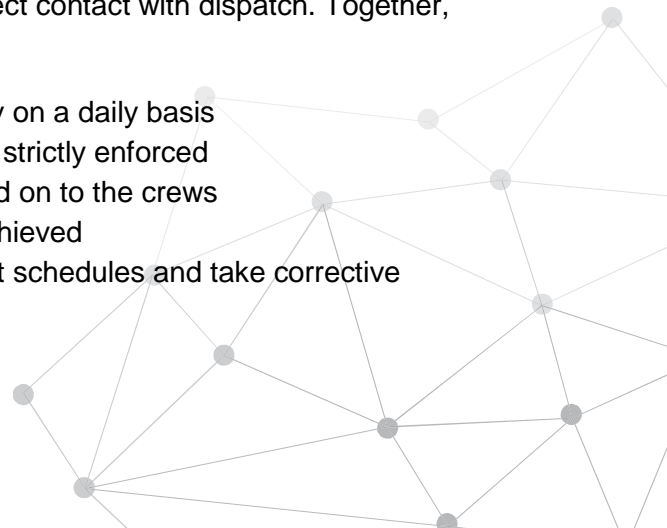 ect contact with dispatch. Together,
y on a daily basis
strictly enforced
d on to the crews
hieved
t schedules and take corrective